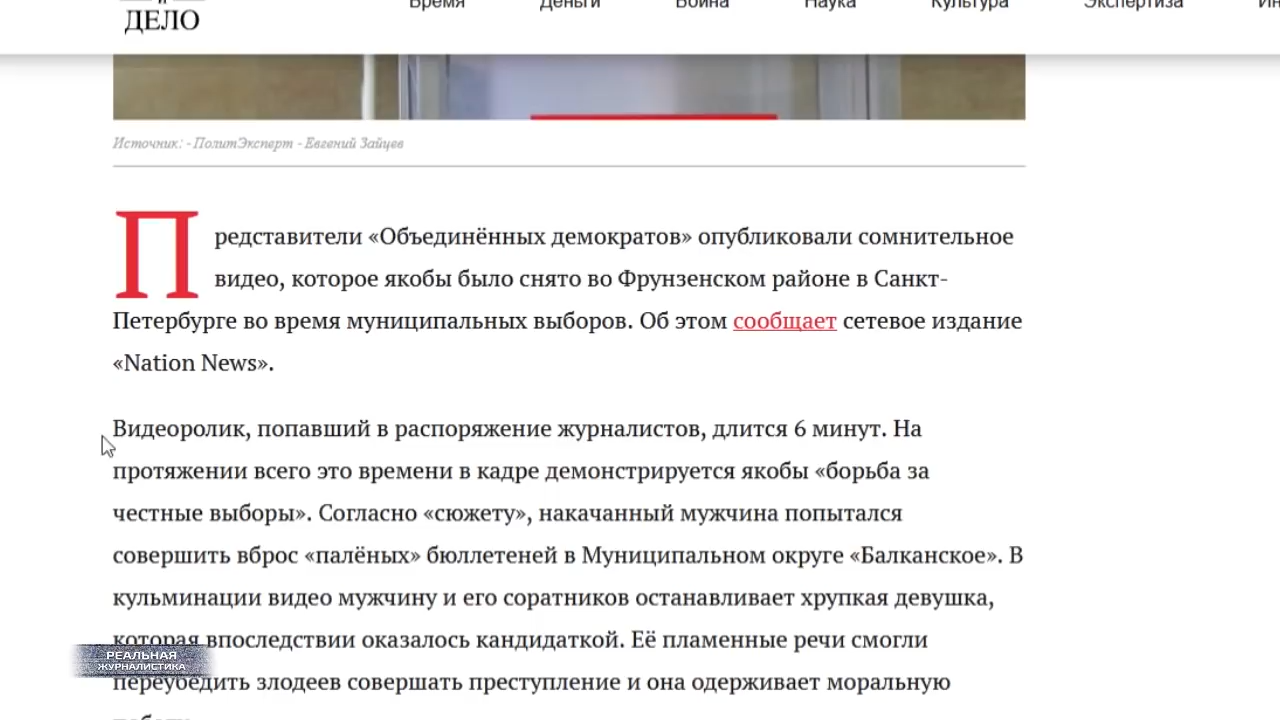 и
ДЕЛО
Время Деньги Война Наука Культура Экспертиза
Источник: - ПолитЭксперт - Евгений Зайцев
Представители «Объединённых демократов» опубликовали сомнительное
видео, которое якобы было снято во Фрунзенском районе в Санкт-
Петербурге во время муниципальных выборов. Об этом сообщает сетевое издание
«Nation News».
Видеоролик, попавший в распоряжение журналистов, длится 6 минут. На
протяжении всего это времени в кадре демонстрируется якобы «борьба за
честные выборы». Согласно «сюжету», накачанный мужчина попытался
совершить вброс «палёных» бюллетеней в Муниципальном округе «Балканское». В
кульминации видео мужчину и его соратников останавливает хрупкая девушка,
которая впоследствии оказалось кандидаткой. Её пламенные речи смогли
РЕАЛЬНАЯ
ЖУРНАЛИСТИКА
переубедить злодеев совершать преступление и она одерживает моральную